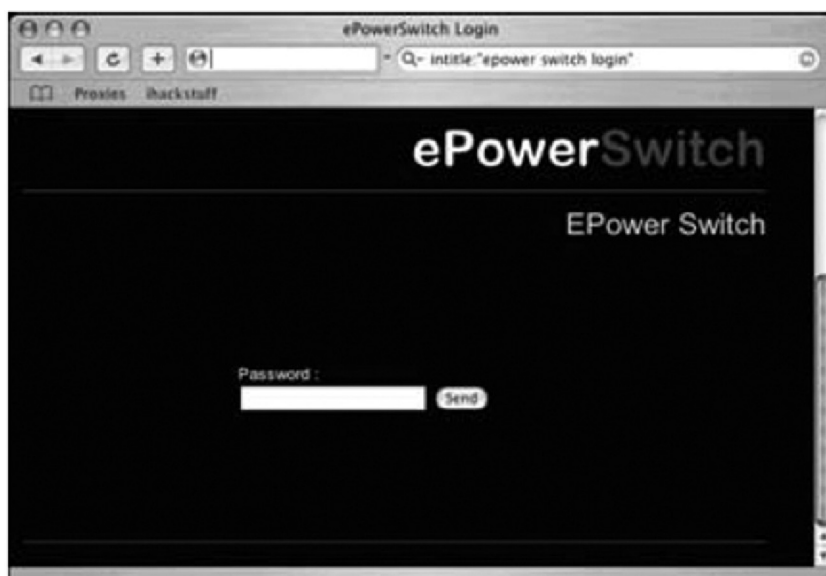 ePowerSwitch Login
intitle:"epower switch login"
Proxies ihackstuff
ePowerSwitch
EPower Switch
Password :
Send